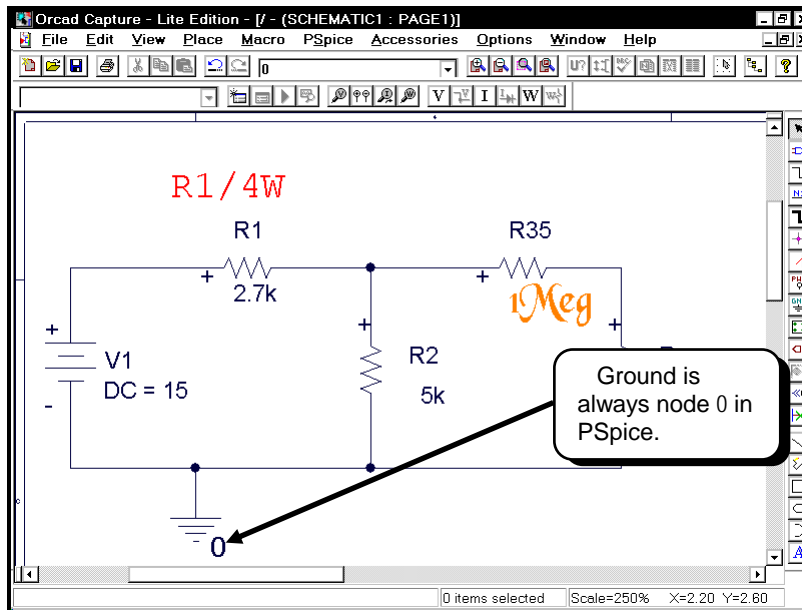 Orcad Capture - Lite Edition - [/ - (SCHEMATIC1 : PAGE1)]
File Edit View Place Macro PSpice Accessories Options Window Help
0
U?
V I W
R1/4W
R1
R35
+
+
2.7k
1Meg
+
+
+
V1
R2
DC = 15
5k
-
Ground is
always node 0 in
PSpice.
0
0 items selected Scale=250% X=2.20 Y=2.60